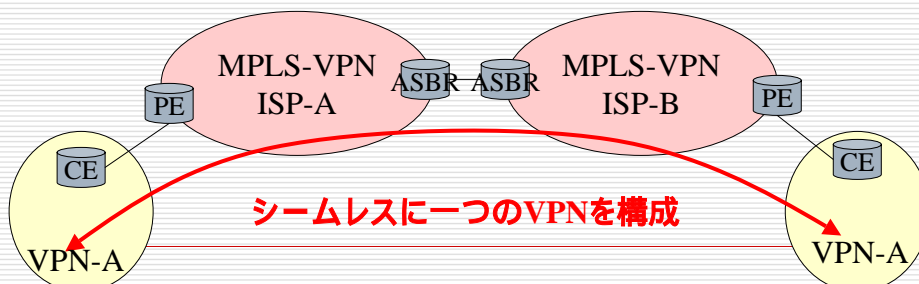 MPLS-VPN
ISP-A
MPLS-VPN
ISP-B
ASBR
ASBR
PE
PE
CE
CE
シームレスに一つのVPNを構成
VPN-A
VPN-A